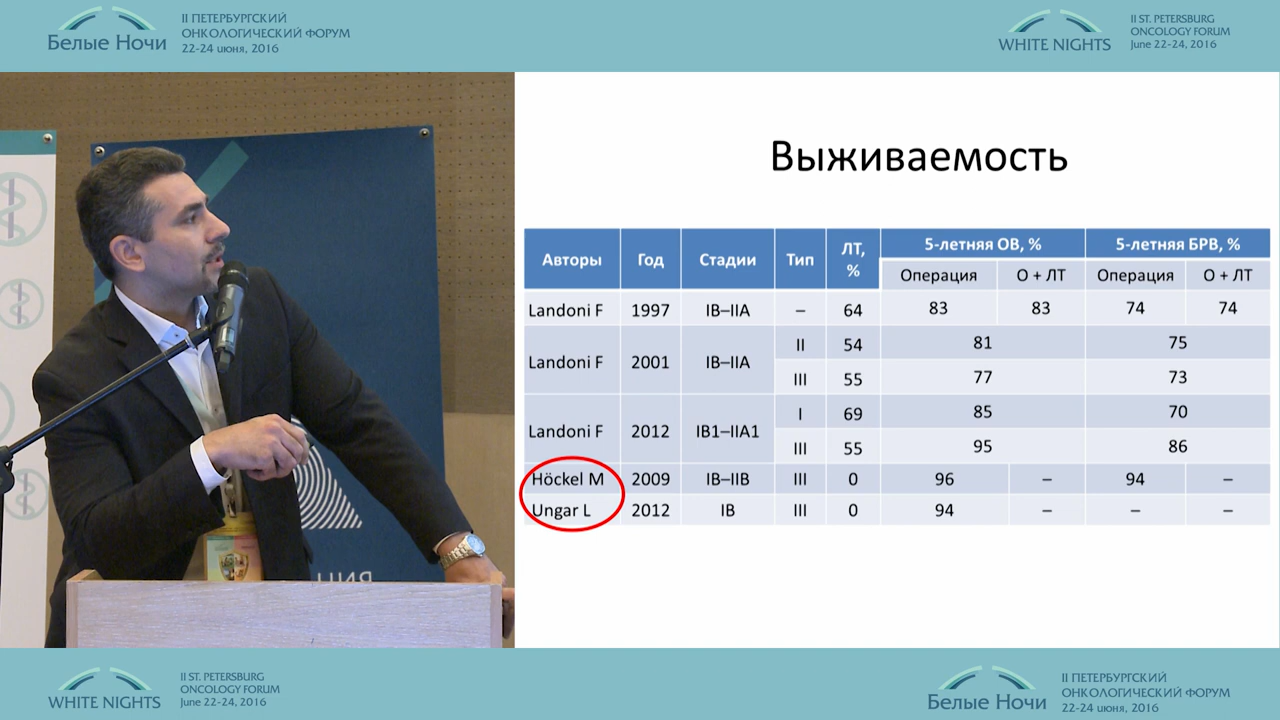 II ПЕТЕРБУРГСКИЙ
ОНКОЛОГИЧЕСКИЙ ФОРУМ
Белые Ночи
22-24 июня, 2016
II ST. PETERSBURG
ONCOLOGY FORUM
WHITE NIGHTS
June 22-24, 2016
Выживаемость
Авторы Год Стадии Тип ЛТ, % 5-летняя ОВ, % 5-летняя БРВ, %
Операция О + ЛТ Операция О + ЛТ
Landoni F 1997 IB–IIA – 64 83 83 74 74
Landoni F 2001 IB–IIA II 54 81 75
III 55 77 73
Landoni F 2012 IB1–IIA1 I 69 85 70
III 55 95 86
Höckel M 2009 IB–IIB III 0 96 – 94 –
Ungar L 2012 IB III 0 94 – – –
II ST. PETERSBURG
ONCOLOGY FORUM
WHITE NIGHTS
June 22-24, 2016
II ПЕТЕРБУРГСКИЙ
ОНКОЛОГИЧЕСКИЙ ФОРУМ
Белые Ночи
22-24 июня, 2016